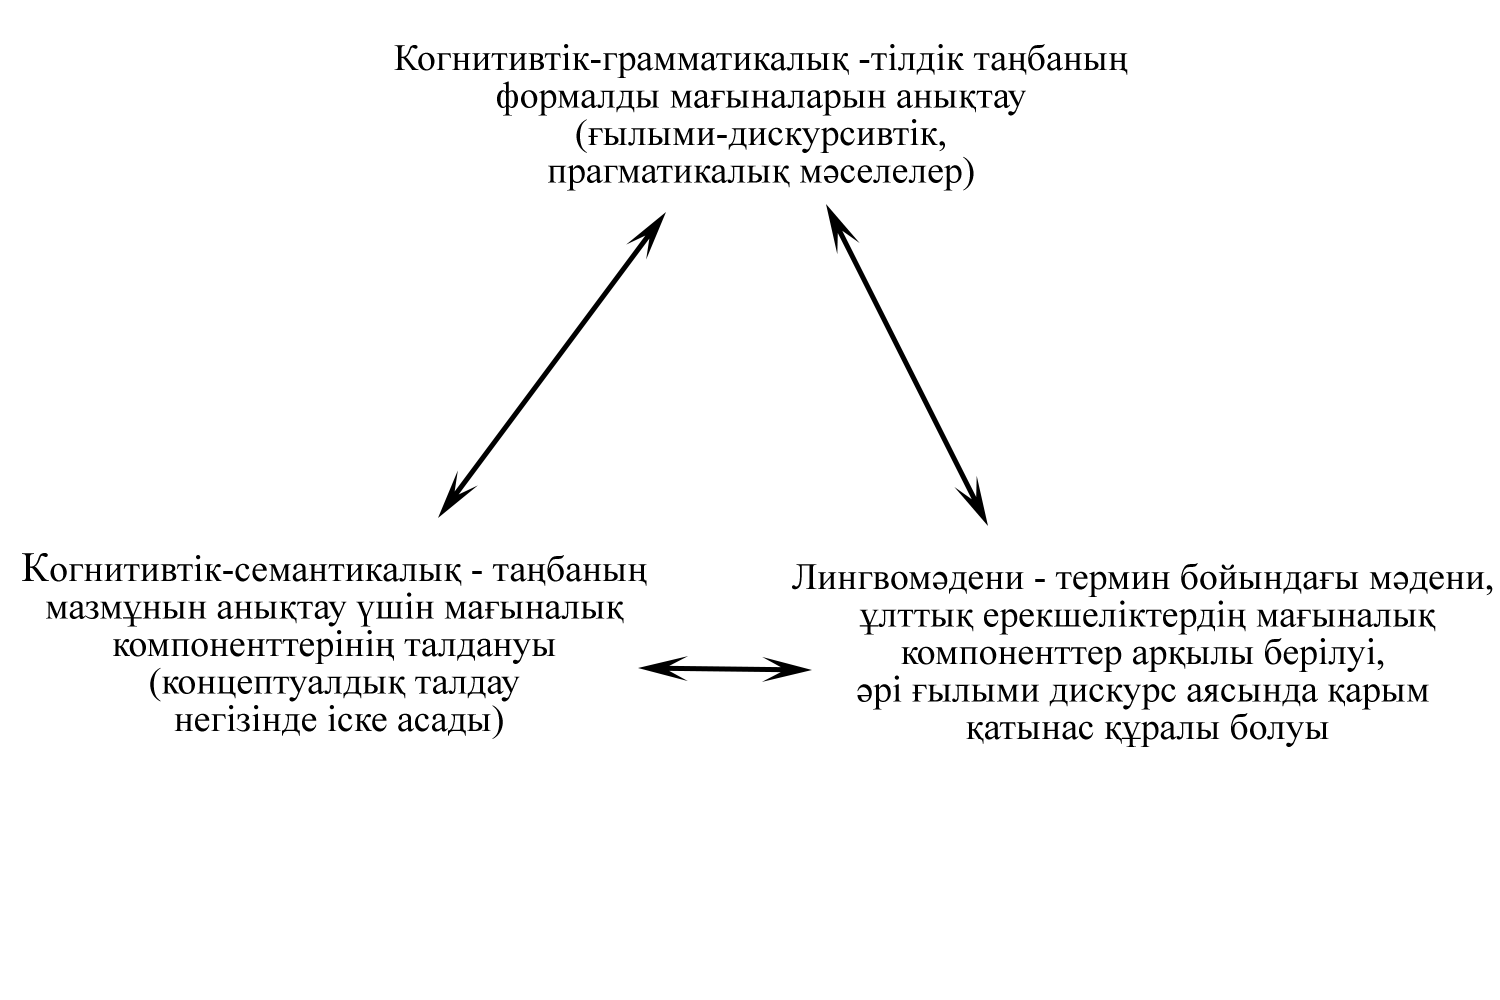 Когнитивтік-грамматикалық -тілдік таңбаның
формалды мағыналарын анықтау
(ғылыми-дискурсивтік,
прагматикалық мәселелер)
Когнитивтік-семантикалық - таңбаның
мазмұнын анықтау үшін мағыналық
компоненттерінің талдануы
(концептуалдық талдау
негізінде іске асады)
Лингвомәдени - термин бойындағы мәдени,
ұлттық ерекшеліктердің мағыналық
компоненттер арқылы берілуі,
әрі ғылыми дискурс аясында қарым
қатынас құралы болуы